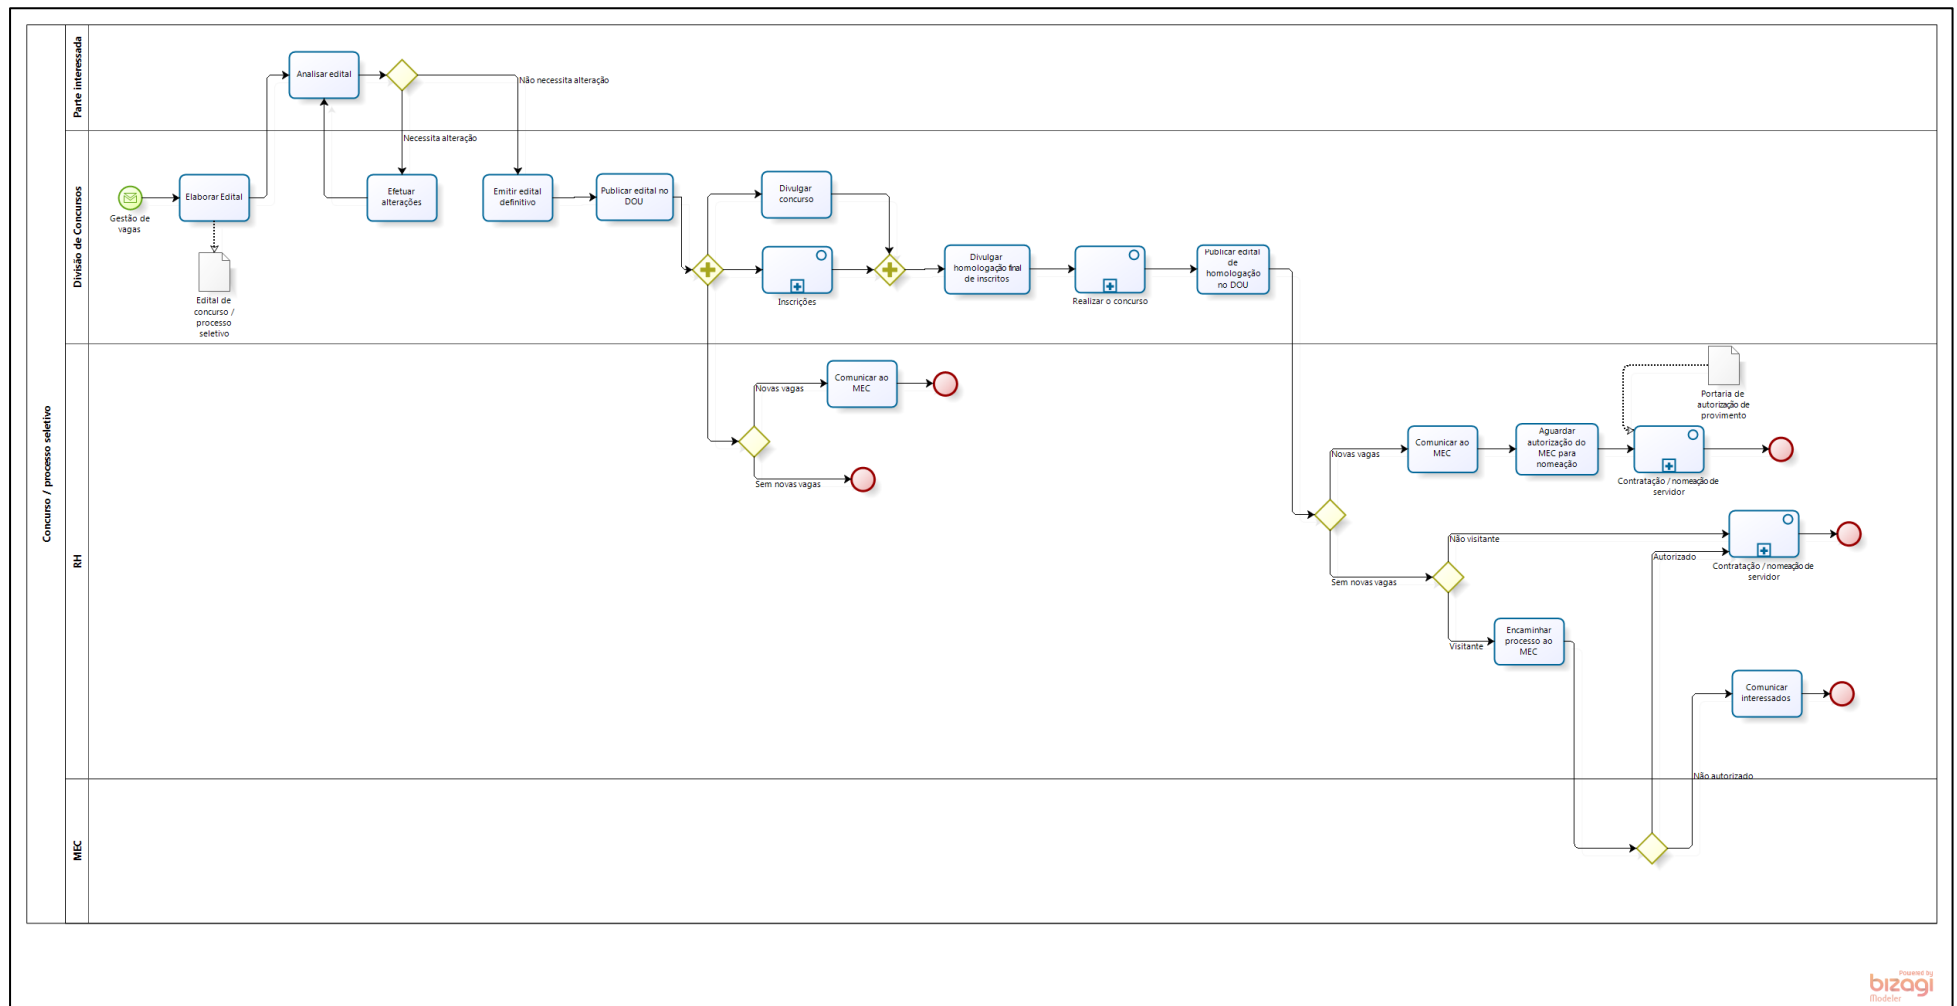 Concurso / processo seletivo
Parte interessada
Analisar edital
Não necessita alteração
Necessita alteração
Divisão de Concursos
Gestão de
vagas
Elaborar Edital
Edital de
concurso /
processo
seletivo
Efetuar
alterações
Emitir edital
definitivo
Publicar edital no
DOU
Divulgar
concurso
Inscrições
Divulgar
homologação final
de inscritos
Realizar o concurso
Publicar edital
de
homologação
no DOU
RH
Novas vagas
Comunicar ao
MEC
Sem novas vagas
Portaria de
autorização de
provimento
Novas vagas
Comunicar ao
MEC
Aguardar
autorização do
MEC para
nomeação
Contratação / nomeação de
servidor
Sem novas vagas
Não visitante
Autorizado
Contratação / nomeação de
servidor
Visitante
Encaminhar
processo ao
MEC
Comunicar
interessados
Não autorizado
MEC
Powered by
bizagi
Modeler